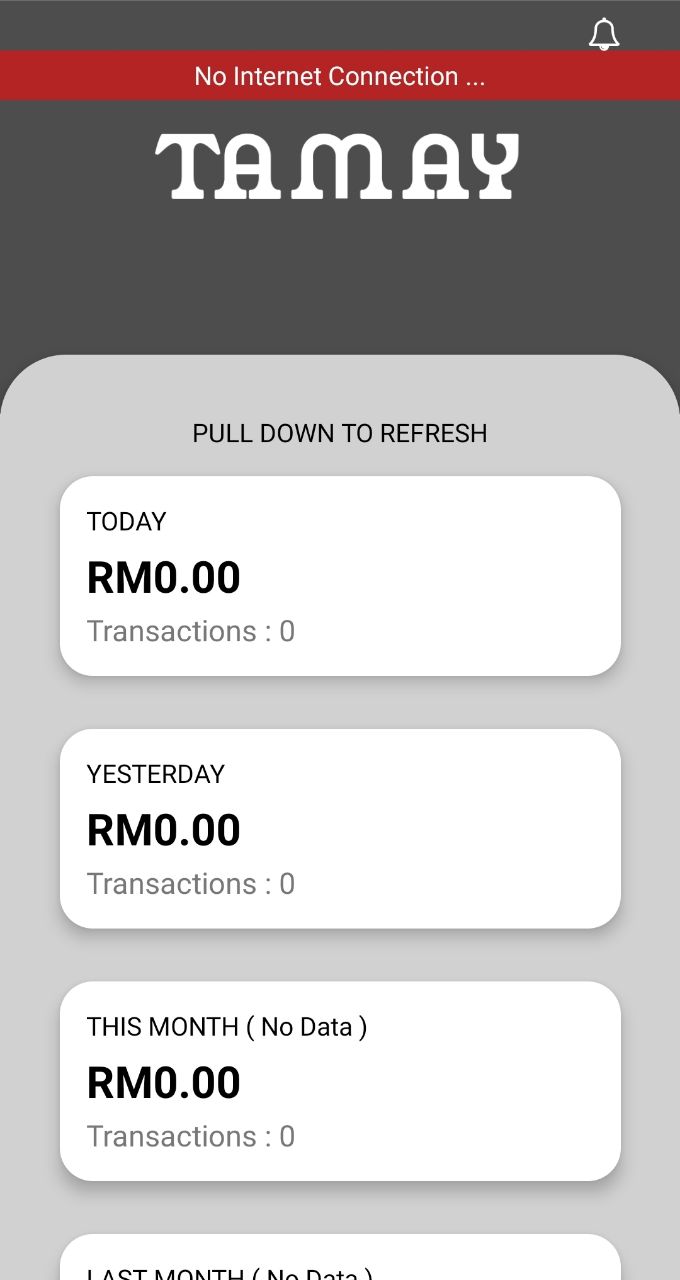 No Internet Connection ...
TAMAY
PULL DOWN TO REFRESH
TODAY
RM0.00
Transactions : 0
YESTERDAY
RM0.00
Transactions : 0
THIS MONTH ( No Data )
RM0.00
Transactions : 0
LAST MONTH ( No Data )